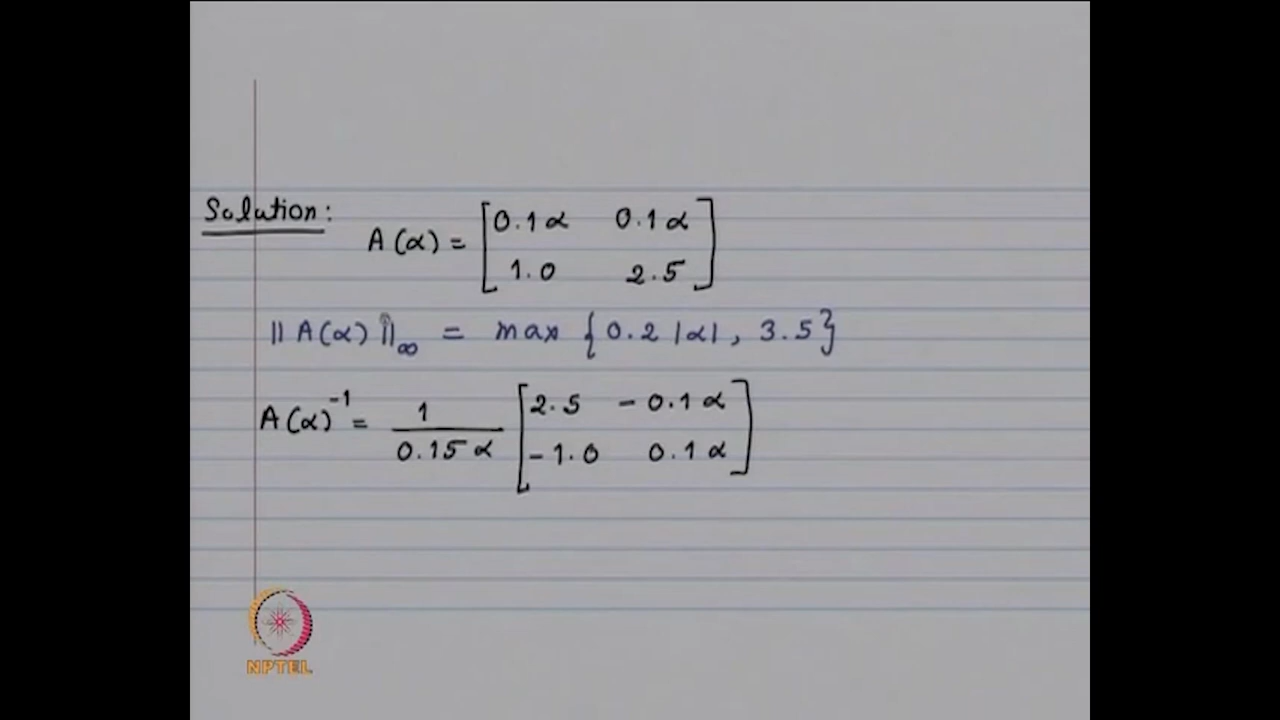 Solution:
A(α) = [0.1α 0.1α
1.0 2.5]
||A(α)||∞ = max {0.2|α|, 3.5}
A(α)⁻¹ = 1/0.15α [2.5 -0.1α
-1.0 0.1α]
NPTEL